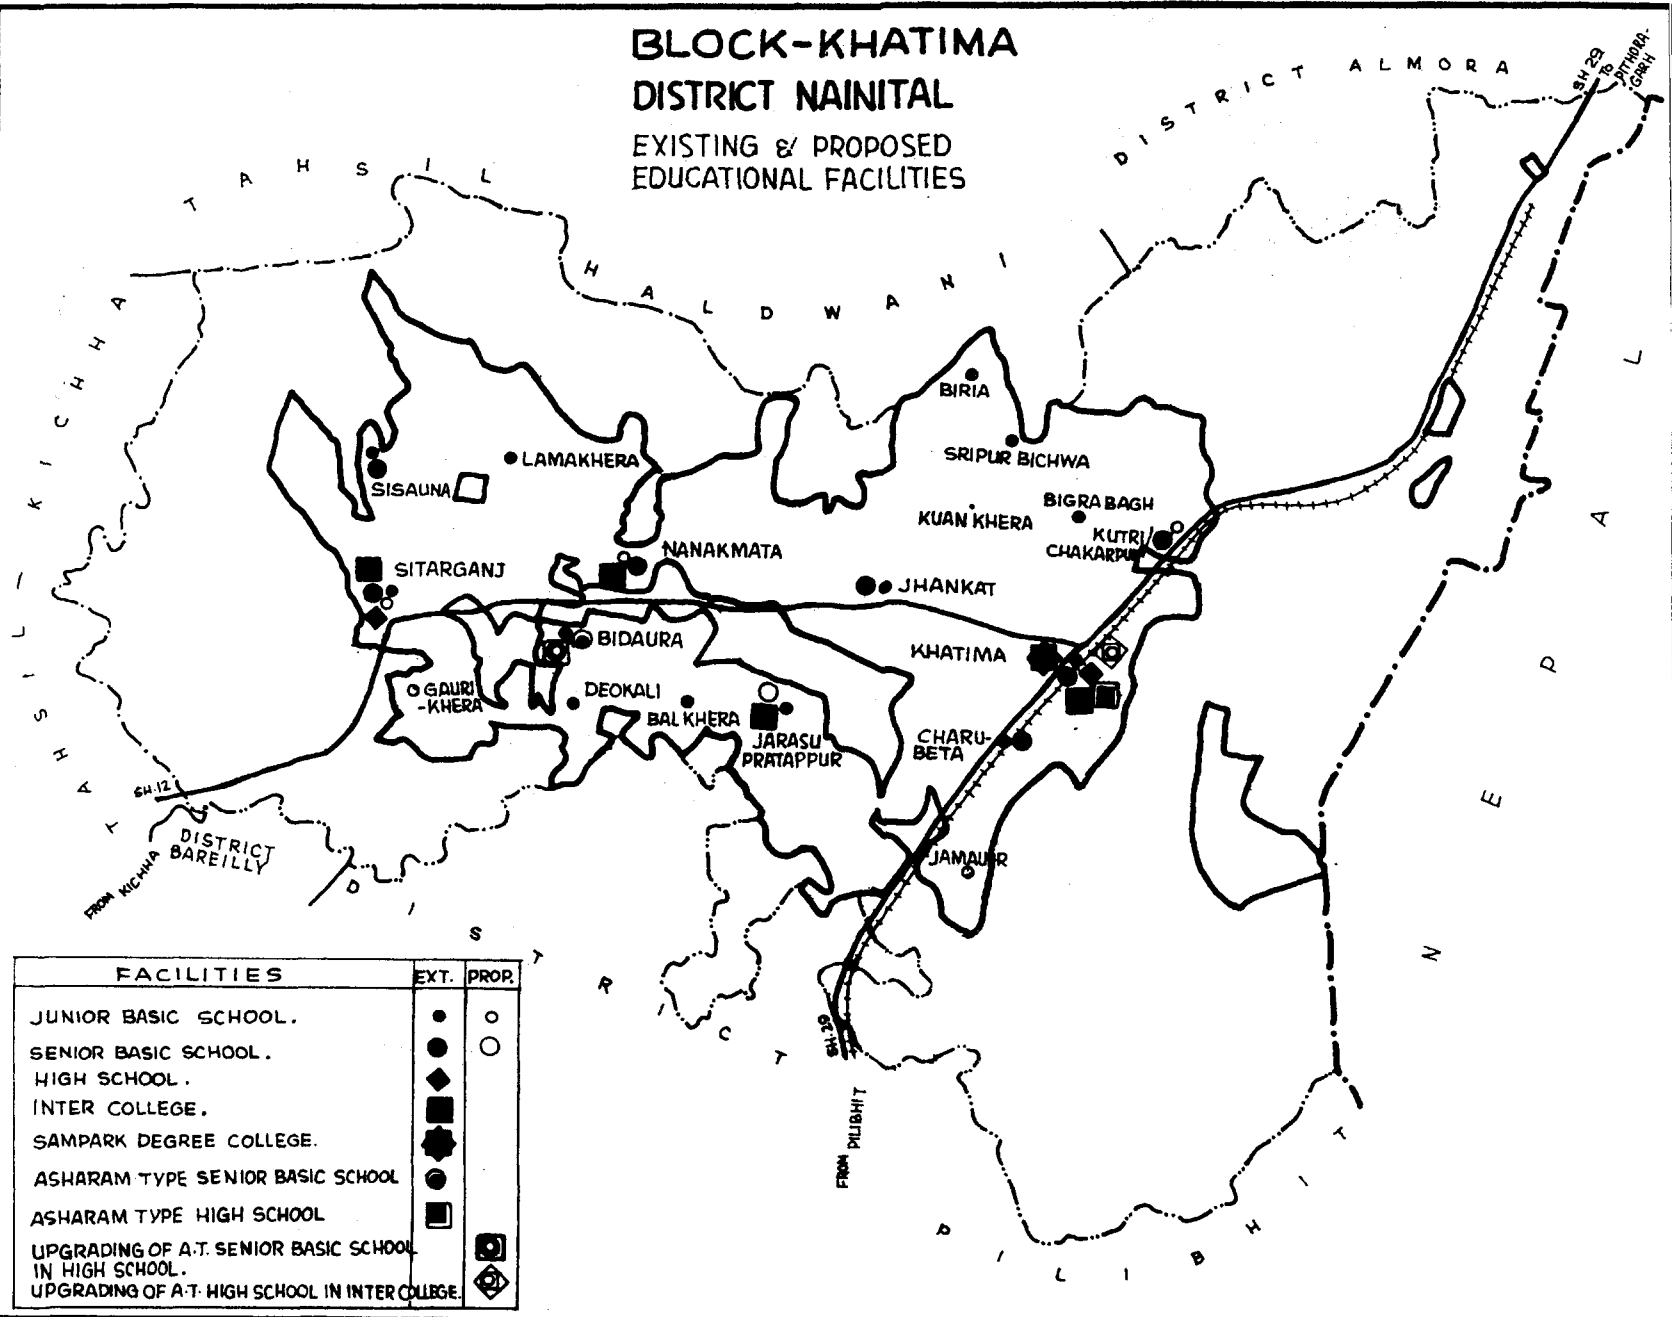 BLOCK-KHATIMA
DISTRICT NAINITAL
EXISTING & PROPOSED
EDUCATIONAL FACILITIES
DISTRICT ALMORA
SH 29
TO
PITHORA-
GARH
TAHSIL HALDWANI
TAHSIL-KICHHA
NEPAL
BIRIA
SRIPUR BICHWA
LAMAKHERA
SISAUNA
KUAN KHERA
BIGRA BAGH
KUTRI/
CHAKARPUR
NANAKMATA
SITARGANJ
JHANKAT
BIDAURA
KHATIMA
GAURI
-KHERA
DEOKALI
BAL KHERA
JARASU
PRATAPPUR
CHARU-
BETA
JAMAUR
SH.12
FROM KICHHA
DISTRICT
BAREILLY
DISTRICT PILIBHIT
SH.29
FROM PILIBHIT
FACILITIES EXT. PROP.
JUNIOR BASIC SCHOOL.
SENIOR BASIC SCHOOL.
HIGH SCHOOL.
INTER COLLEGE.
SAMPARK DEGREE COLLEGE.
ASHARAM TYPE SENIOR BASIC SCHOOL
ASHARAM TYPE HIGH SCHOOL
UPGRADING OF A.T. SENIOR BASIC SCHOOL
IN HIGH SCHOOL.
UPGRADING OF A.T. HIGH SCHOOL IN INTER COLLEGE.